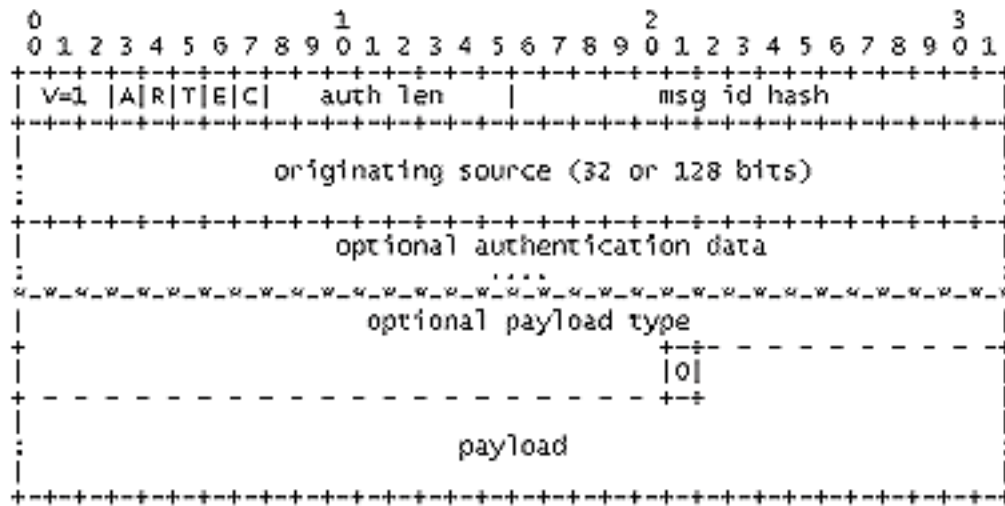 0                   1                   2                   3
0 1 2 3 4 5 6 7 8 9 0 1 2 3 4 5 6 7 8 9 0 1 2 3 4 5 6 7 8 9 0 1
| V=1 |A|R|T|E|C| auth len | msg id hash
originating source (32 or 128 bits)
optional authentication data
....
optional payload type
|0|
payload